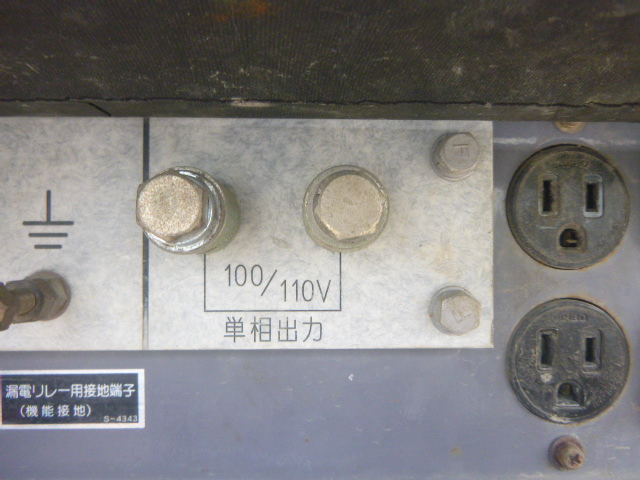 100/110V
単相出力
漏電リレー用接地端子
（機能接地）
S-4343